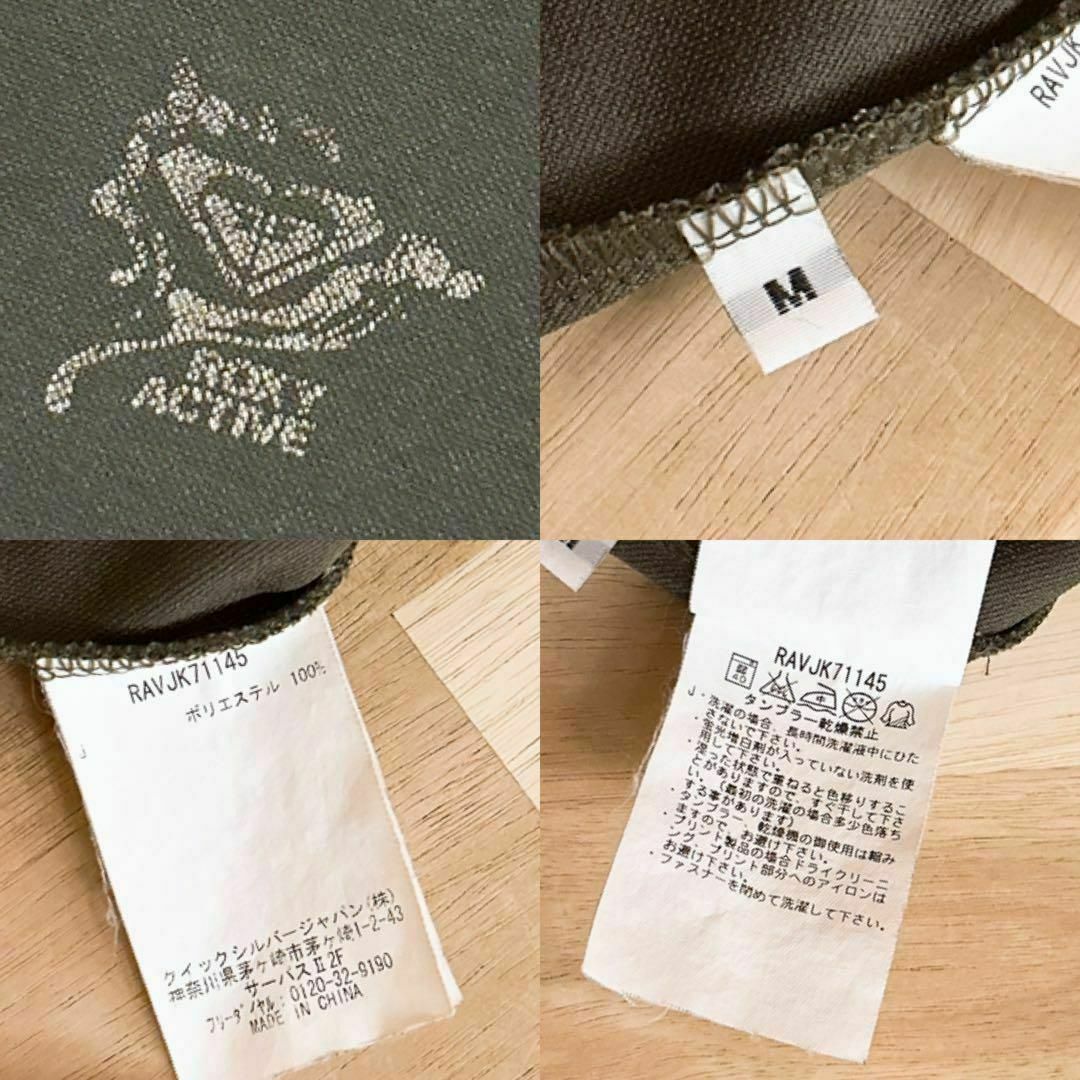 ROXY
ACTIVE
RAVJK
M
RAVJK71145
ポリエステル 100%
J
クイックシルバージャパン(株)
神奈川県茅ヶ崎市茅ヶ崎1-2-43
サーパスⅡ2F
フリーダイヤル:0120-32-9190
MADE IN CHINA
RAVJK71145
40
中
タンブラー乾燥禁止
J・洗濯の場合、長時間洗濯液中にひた
さないで下さい。
・蛍光増白剤が入っていない洗剤を使
用して下さい。
・湿った状態で重ねると色移りするこ
とがありますので、すぐ干して下さ
い。(最初の洗濯の場合多少色落ち
する事があります)
・タンブラー、乾燥機の御使用は縮み
ますので、お避け下さい。
・プリント製品の場合ドライクリーニ
ング、プリント部分へのアイロンは
お避け下さい。
・ファスナーを閉めて洗濯して下さい。